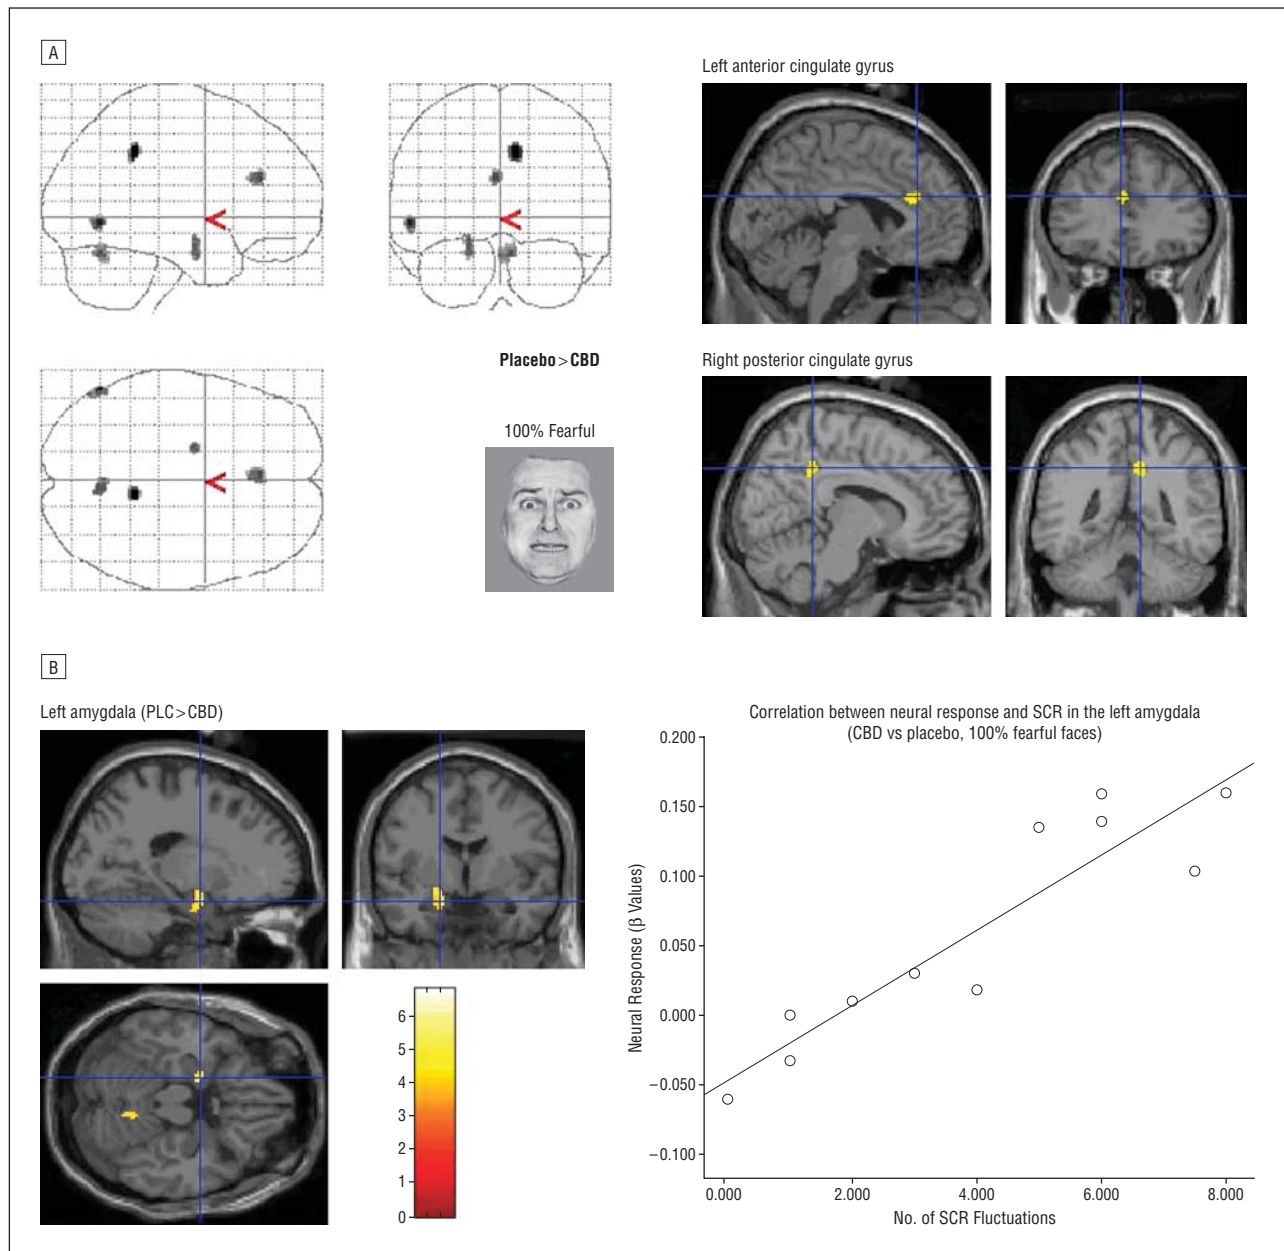 A
Left anterior cingulate gyrus
Right posterior cingulate gyrus
Placebo > CBD
100% Fearful
B
Left amygdala (PLC>CBD)
6
5
4
3
2
1
0
Correlation between neural response and SCR in the left amygdala
(CBD vs placebo, 100% fearful faces)
Neural Response (β Values)
0.200
0.150
0.100
0.050
0.000
−0.050
−0.100
0.000
2.000
4.000
6.000
8.000
No. of SCR Fluctuations